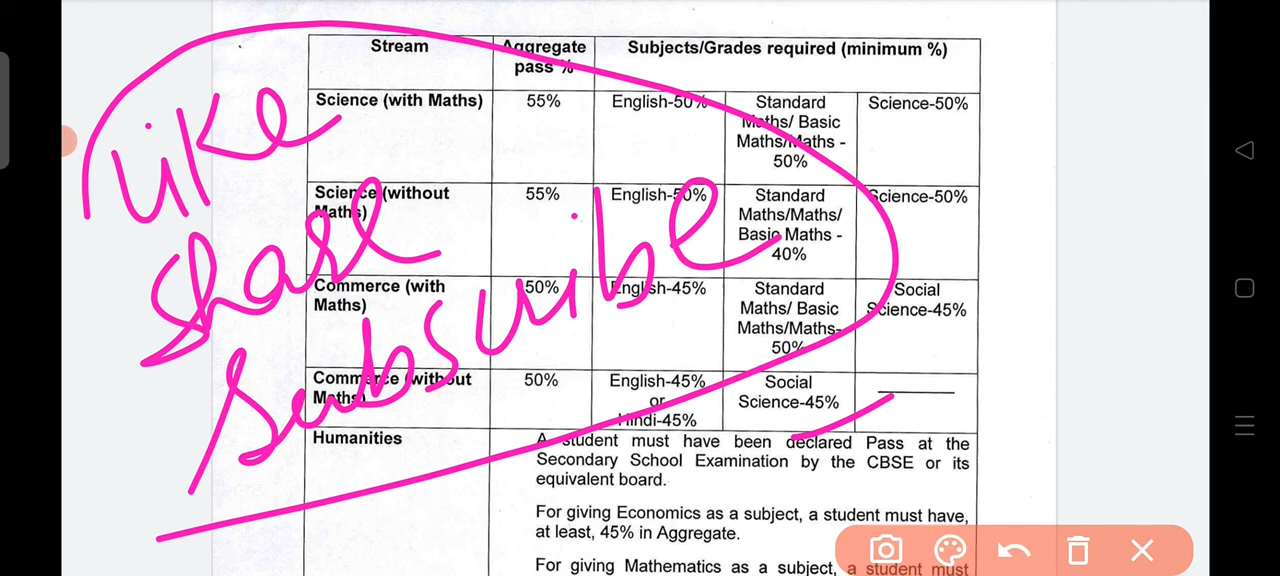 Stream Aggregate pass % Subjects/Grades required (minimum %)
Science (with Maths) 55% English-50% Standard Maths/ Basic Maths/Maths - 50% Science-50%
Science (without Maths) 55% English-50% Standard Maths/Maths/ Basic Maths - 40% Science-50%
Commerce (with Maths) 50% English-45% Standard Maths/ Basic Maths/Maths- 50% Social Science-45%
Commerce (without Maths) 50% English-45% or Hindi-45% Social Science-45%
Humanities A student must have been declared Pass at the
Secondary School Examination by the CBSE or its
equivalent board.
For giving Economics as a subject, a student must have,
at least, 45% in Aggregate.
For giving Mathematics as a subject, a student must
Like
Share
Subscribe